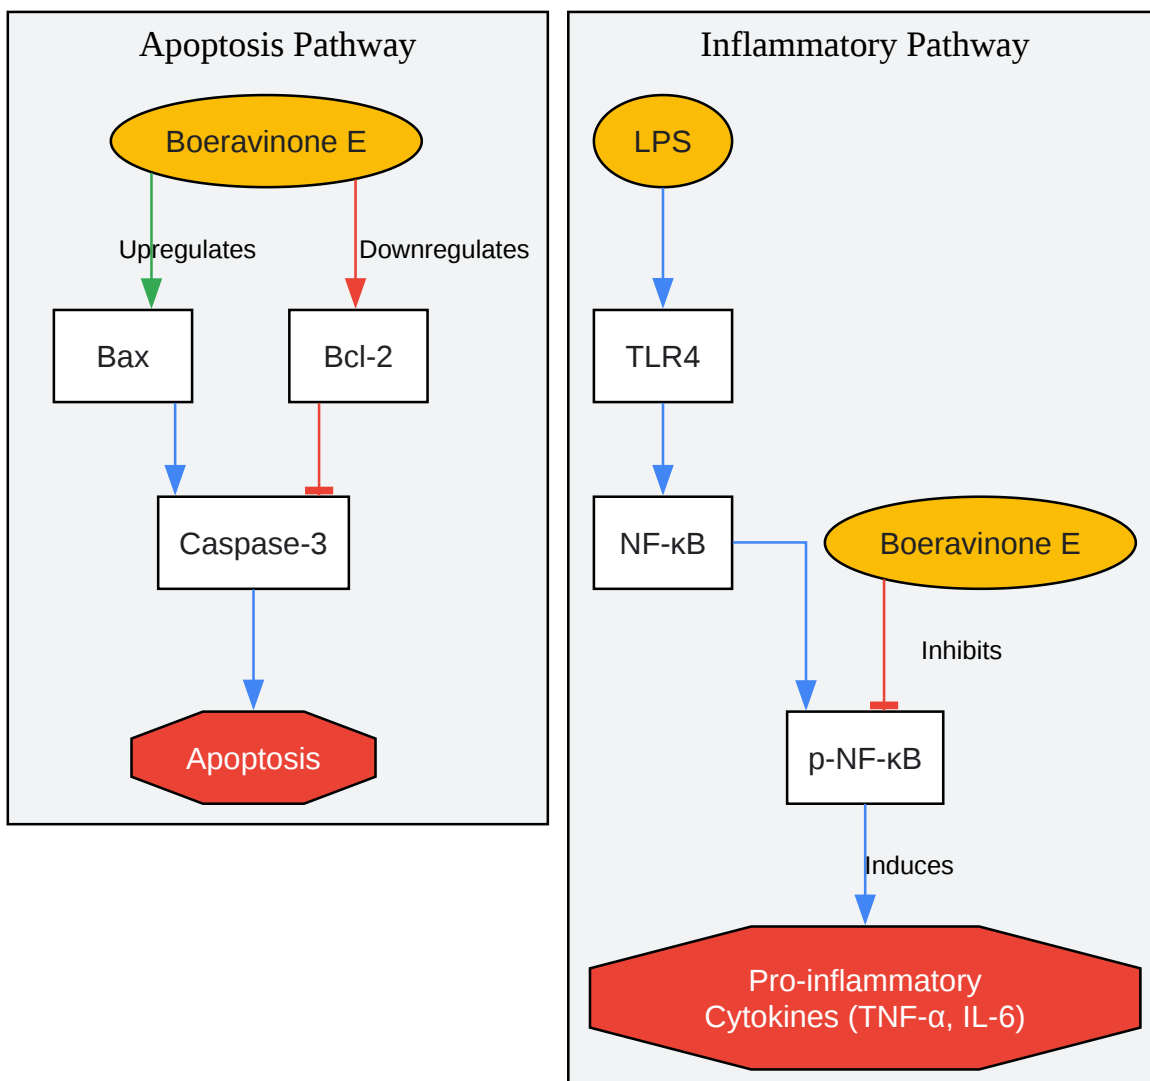 Apoptosis Pathway
Boeravinone E
Upregulates
Downregulates
Bax
Bcl-2
Caspase-3
Apoptosis
Inflammatory Pathway
LPS
TLR4
NF-κB
Boeravinone E
Inhibits
p-NF-κB
Induces
Pro-inflammatory
Cytokines (TNF-α, IL-6)